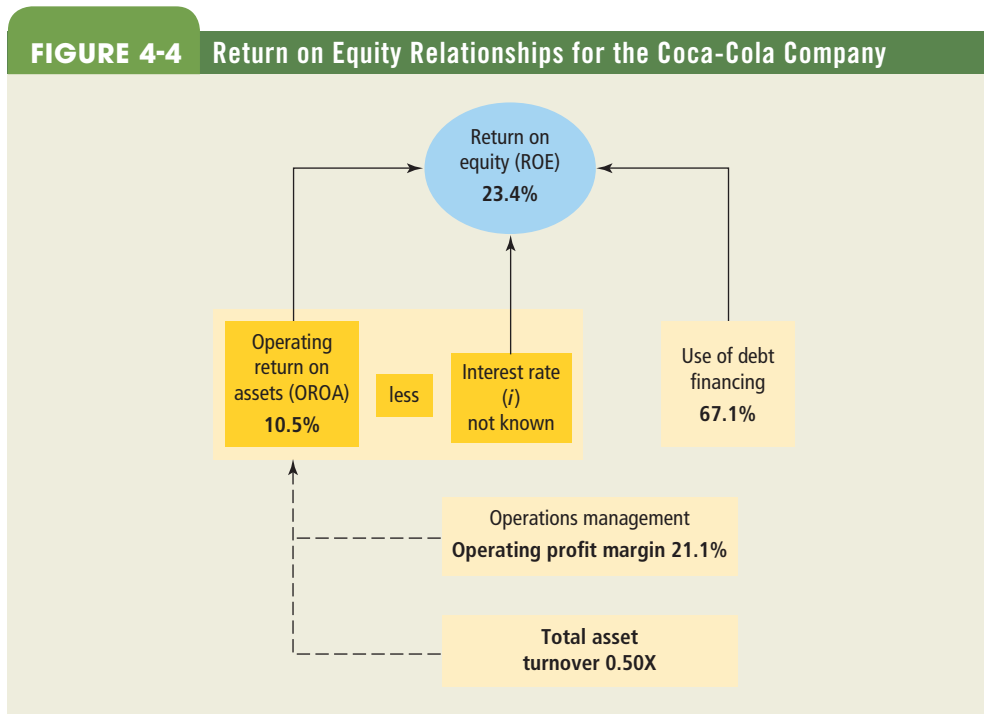 FIGURE 4-4 Return on Equity Relationships for the Coca-Cola Company
Return on
equity (ROE)
23.4%
Operating
return on
assets (OROA)
10.5%
less
Interest rate
(i)
not known
Use of debt
financing
67.1%
Operations management
Operating profit margin 21.1%
Total asset
turnover 0.50X